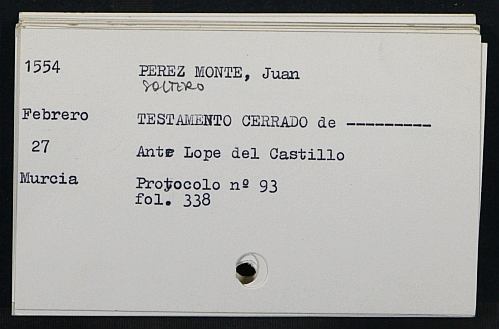 1554 PEREZ MONTE, Juan
SOLTERO
Febrero TESTAMENTO CERRADO de ---------
27 Ante Lope del Castillo
Murcia Protocolo nº 93
fol. 338